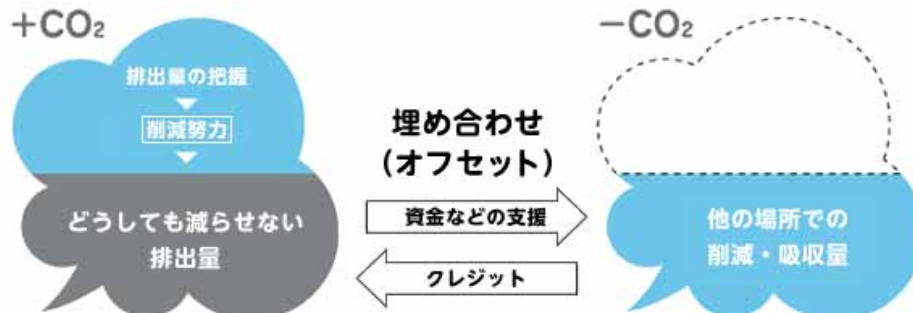 +CO₂
排出量の把握
削減努力
どうしても減らせない
排出量
埋め合わせ
(オフセット)
資金などの支援
クレジット
−CO₂
他の場所での
削減・吸収量